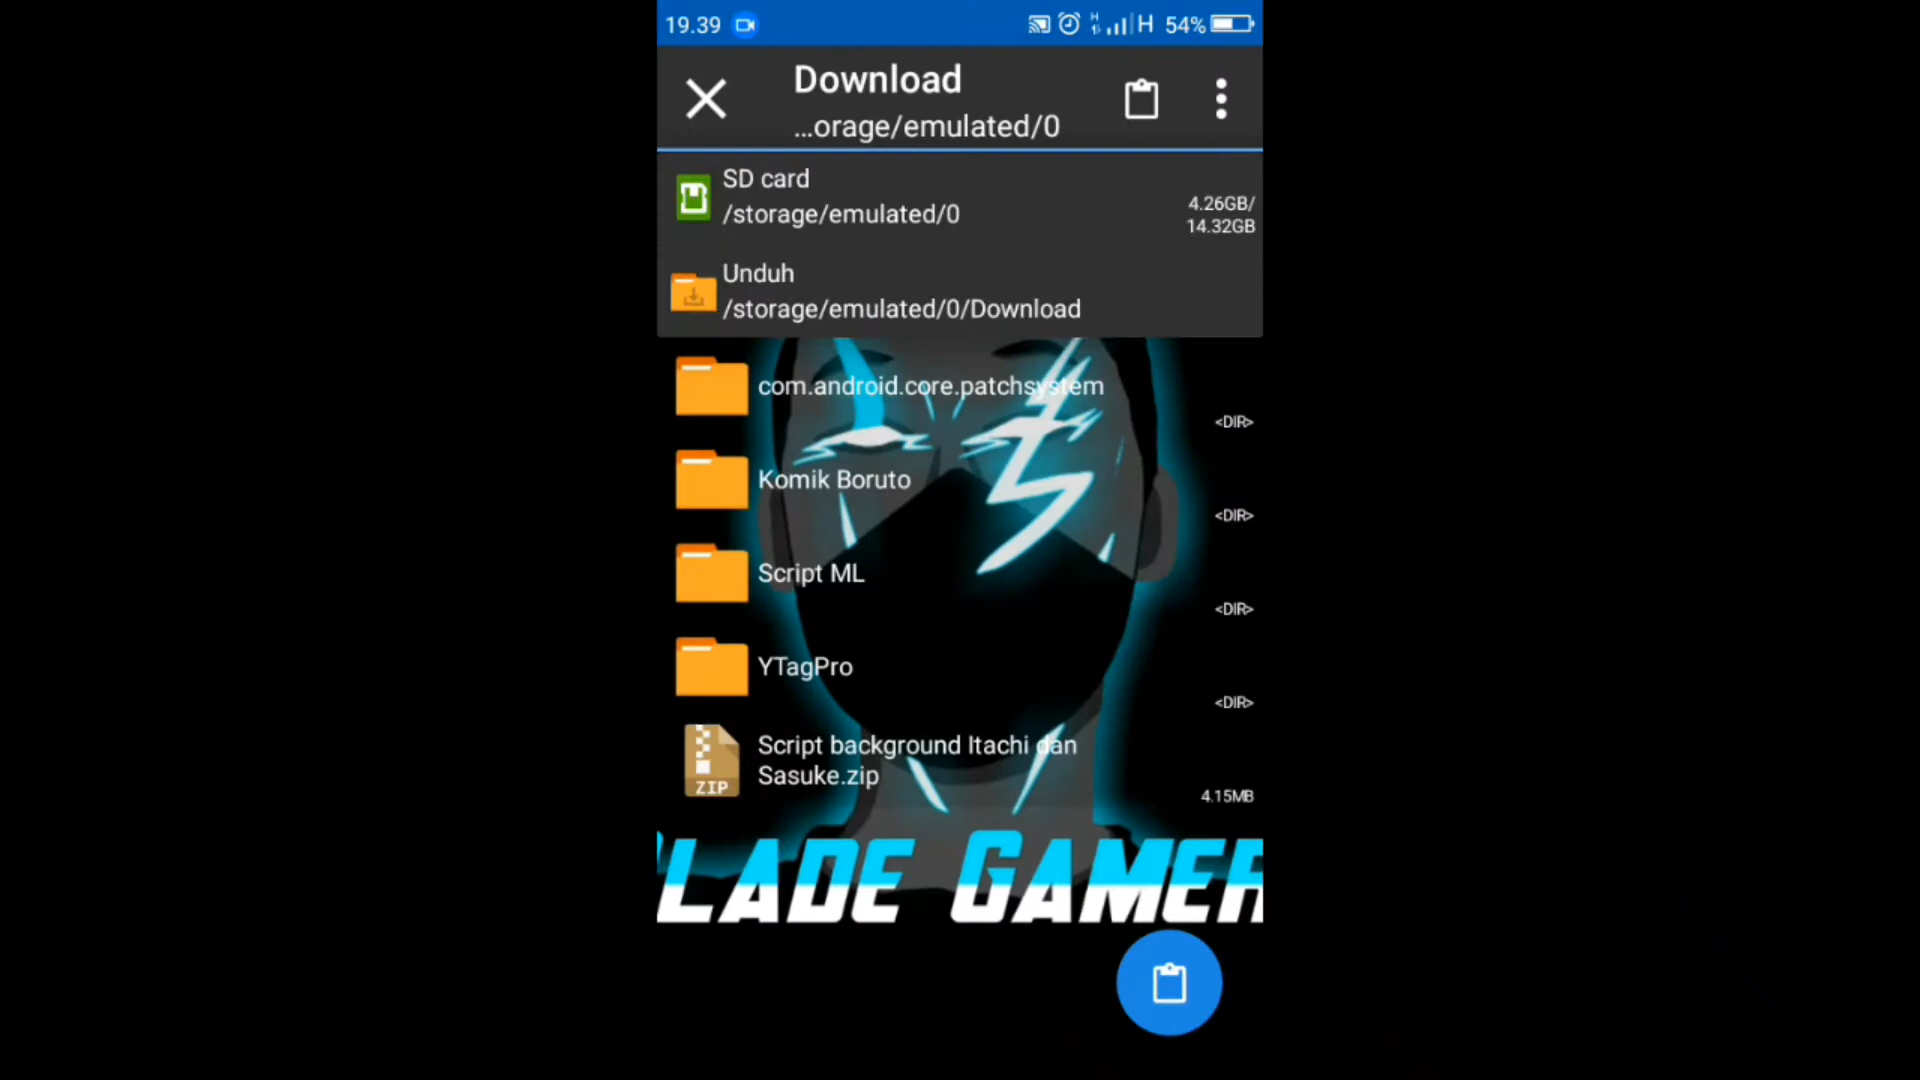 19.39
H
H 54%
Download
...orage/emulated/0
SD card
/storage/emulated/0
4.26GB/
14.32GB
Unduh
/storage/emulated/0/Download
com.android.core.patchsystem
<DIR>
Komik Boruto
<DIR>
Script ML
<DIR>
YTagPro
<DIR>
Script background Itachi dan
Sasuke.zip
ZIP
4.15MB
LADE GAMER